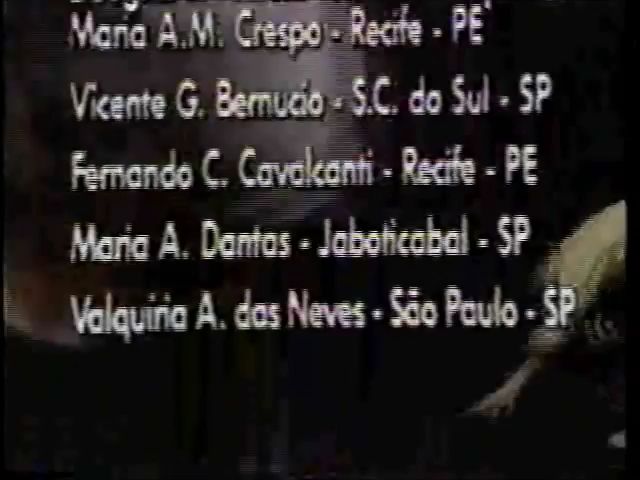 Maria A.M. Crespo - Recife - PE
Vicente G. Bernucio - S.C. do Sul - SP
Fernando C. Cavalcanti - Recife - PE
Maria A. Dantas - Jaboticabal - SP
Valquiria A. das Neves - São Paulo - SP